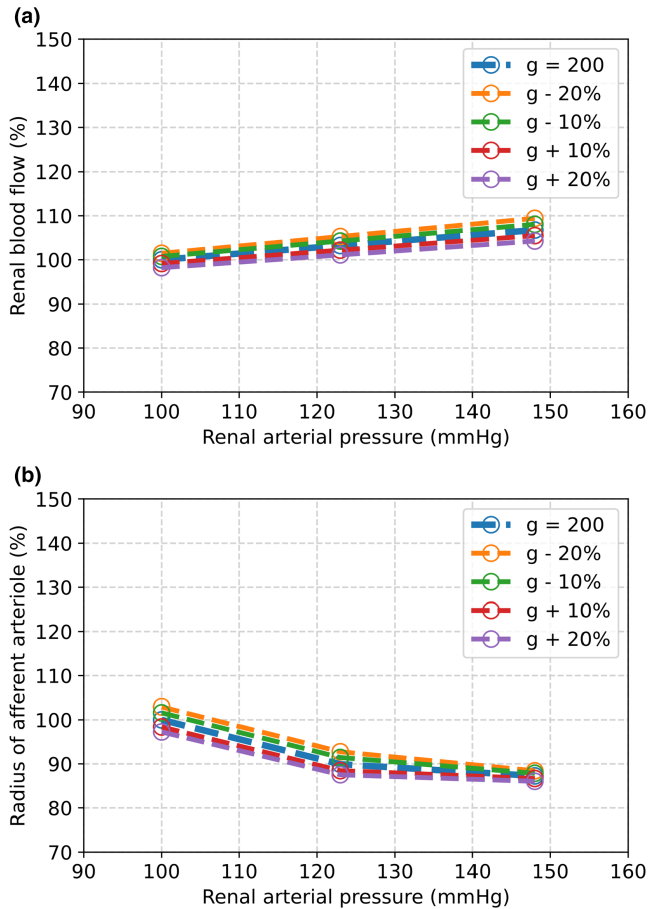 (a)
150
140
130
120
110
100
90
80
70
Renal blood flow (%)
g = 200
g - 20%
g - 10%
g + 10%
g + 20%
90 100 110 120 130 140 150 160
Renal arterial pressure (mmHg)
(b)
150
140
130
120
110
100
90
80
70
Radius of afferent arteriole (%)
g = 200
g - 20%
g - 10%
g + 10%
g + 20%
90 100 110 120 130 140 150 160
Renal arterial pressure (mmHg)